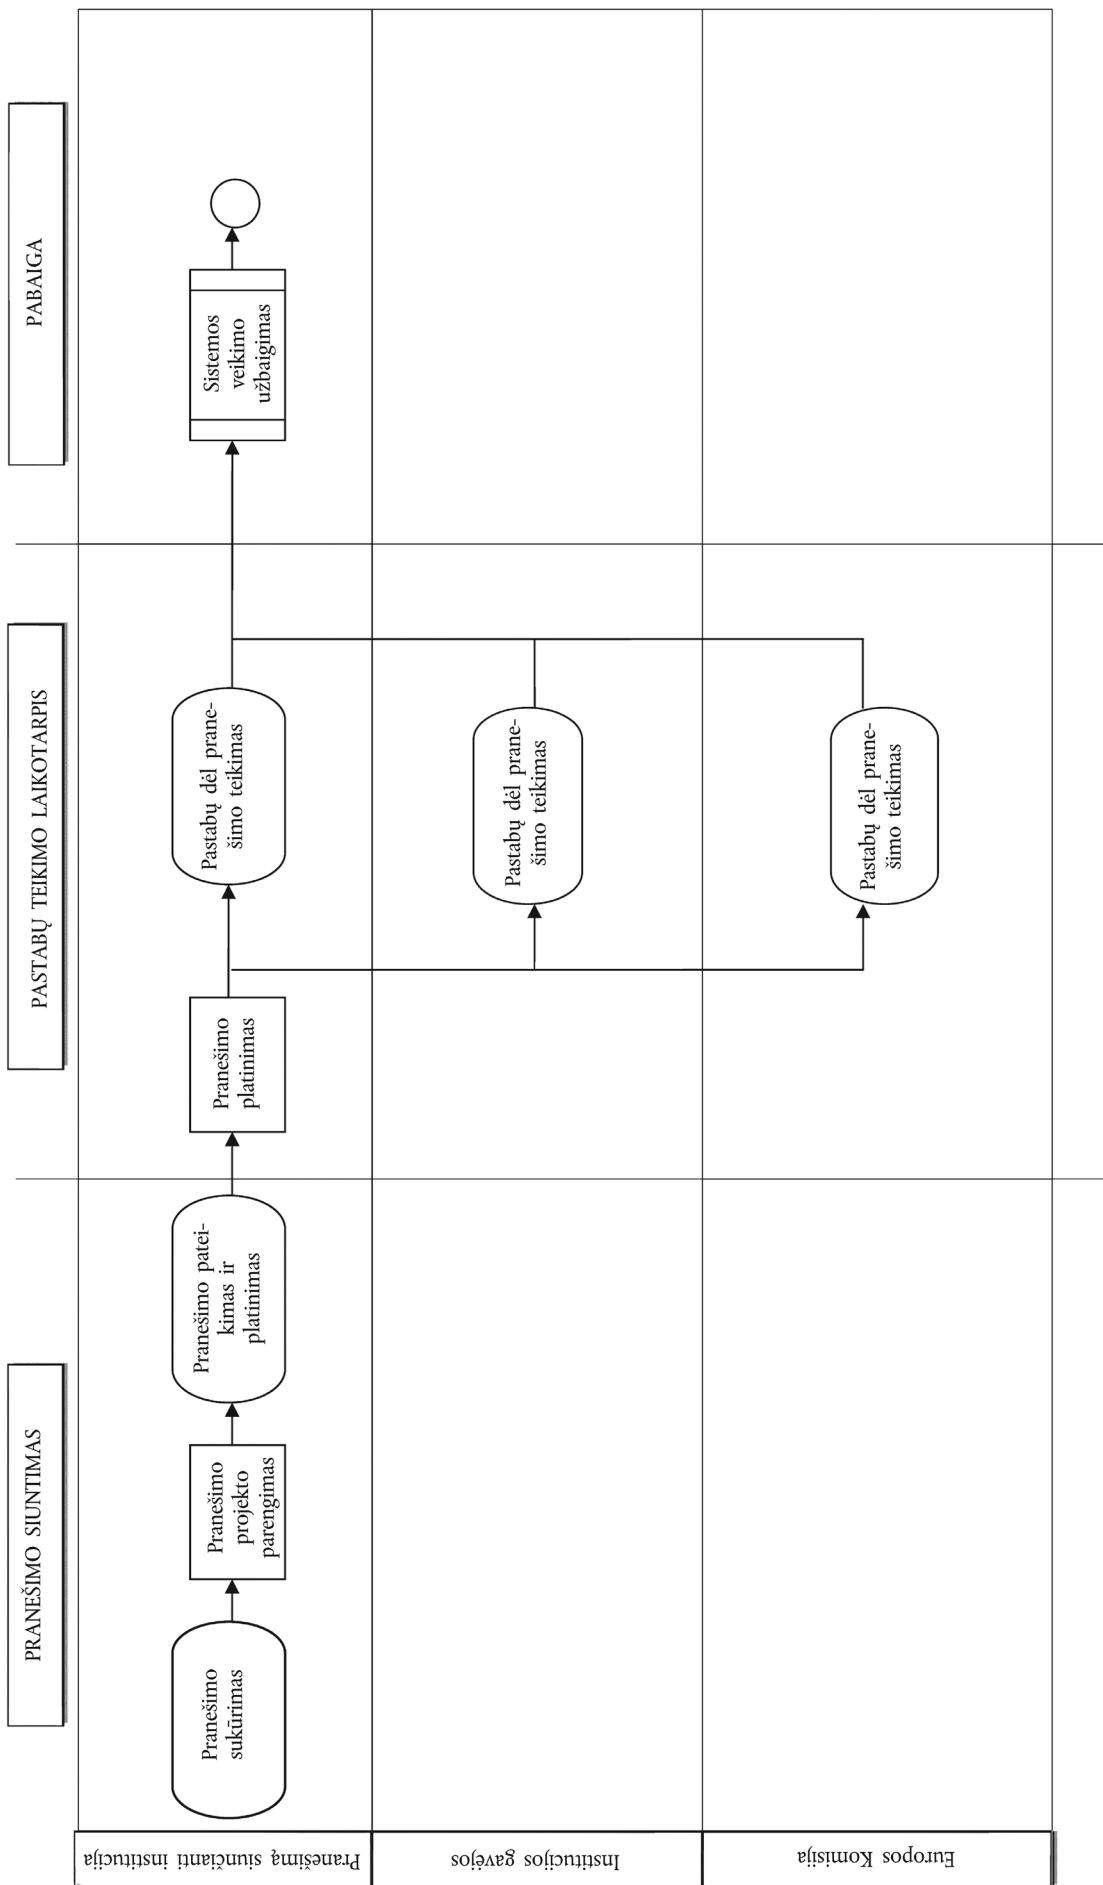 PRANEŠIMO SIUNTIMAS
PASTABŲ TEIKIMO LAIKOTARPIS
PABAIGA
Pranešimą siunčianti institucija
Pranešimo
sukūrimas
Pranešimo
projekto
parengimas
Pranešimo patei-
kimas ir
platinimas
Pranešimo
platinimas
Pastabų dėl prane-
šimo teikimas
Sistemos
veikimo
užbaigimas
Institucijos gavėjos
Pastabų dėl prane-
šimo teikimas
Europos Komisija
Pastabų dėl prane-
šimo teikimas